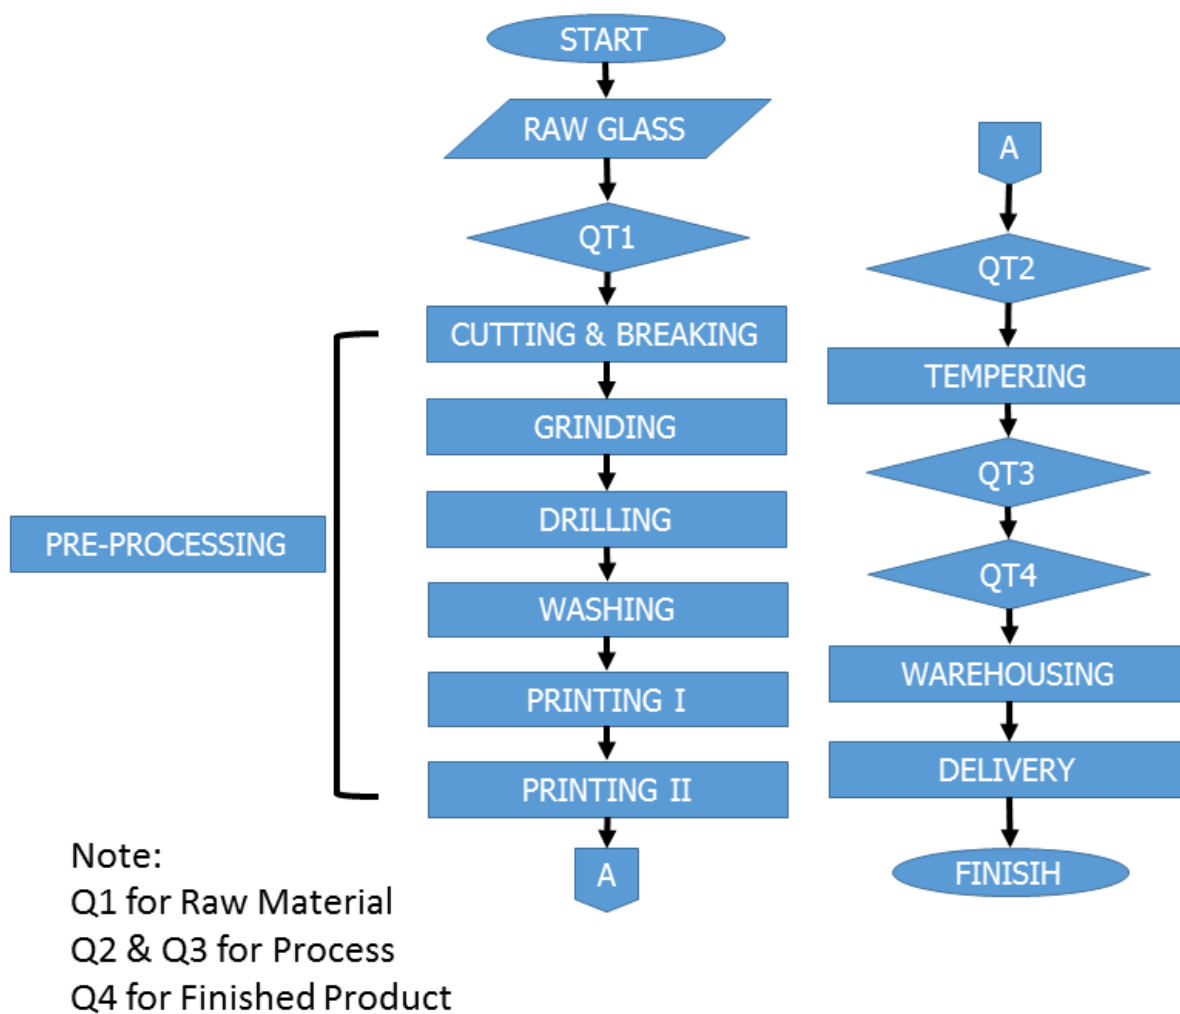 START
RAW GLASS
QT1
CUTTING & BREAKING
GRINDING
DRILLING
WASHING
PRINTING I
PRINTING II
A
PRE-PROCESSING
A
QT2
TEMPERING
QT3
QT4
WAREHOUSING
DELIVERY
FINISIH
Note:
Q1 for Raw Material
Q2 & Q3 for Process
Q4 for Finished Product